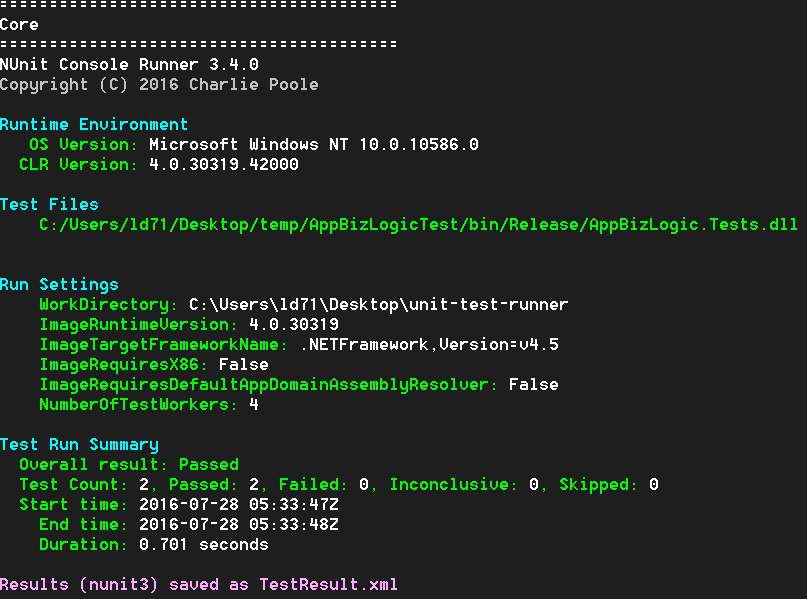 ========================================
Core
========================================
NUnit Console Runner 3.4.0
Copyright (C) 2016 Charlie Poole
Runtime Environment
OS Version: Microsoft Windows NT 10.0.10586.0
CLR Version: 4.0.30319.42000
Test Files
C:/Users/ld71/Desktop/temp/AppBizLogicTest/bin/Release/AppBizLogic.Tests.dll
Run Settings
WorkDirectory: C:\Users\ld71\Desktop\unit-test-runner
ImageRuntimeVersion: 4.0.30319
ImageTargetFrameworkName: .NETFramework,Version=v4.5
ImageRequiresX86: False
ImageRequiresDefaultAppDomainAssemblyResolver: False
NumberOfTestWorkers: 4
Test Run Summary
Overall result: Passed
Test Count: 2, Passed: 2, Failed: 0, Inconclusive: 0, Skipped: 0
Start time: 2016-07-28 05:33:47Z
End time: 2016-07-28 05:33:48Z
Duration: 0.701 seconds
Results (nunit3) saved as TestResult.xml